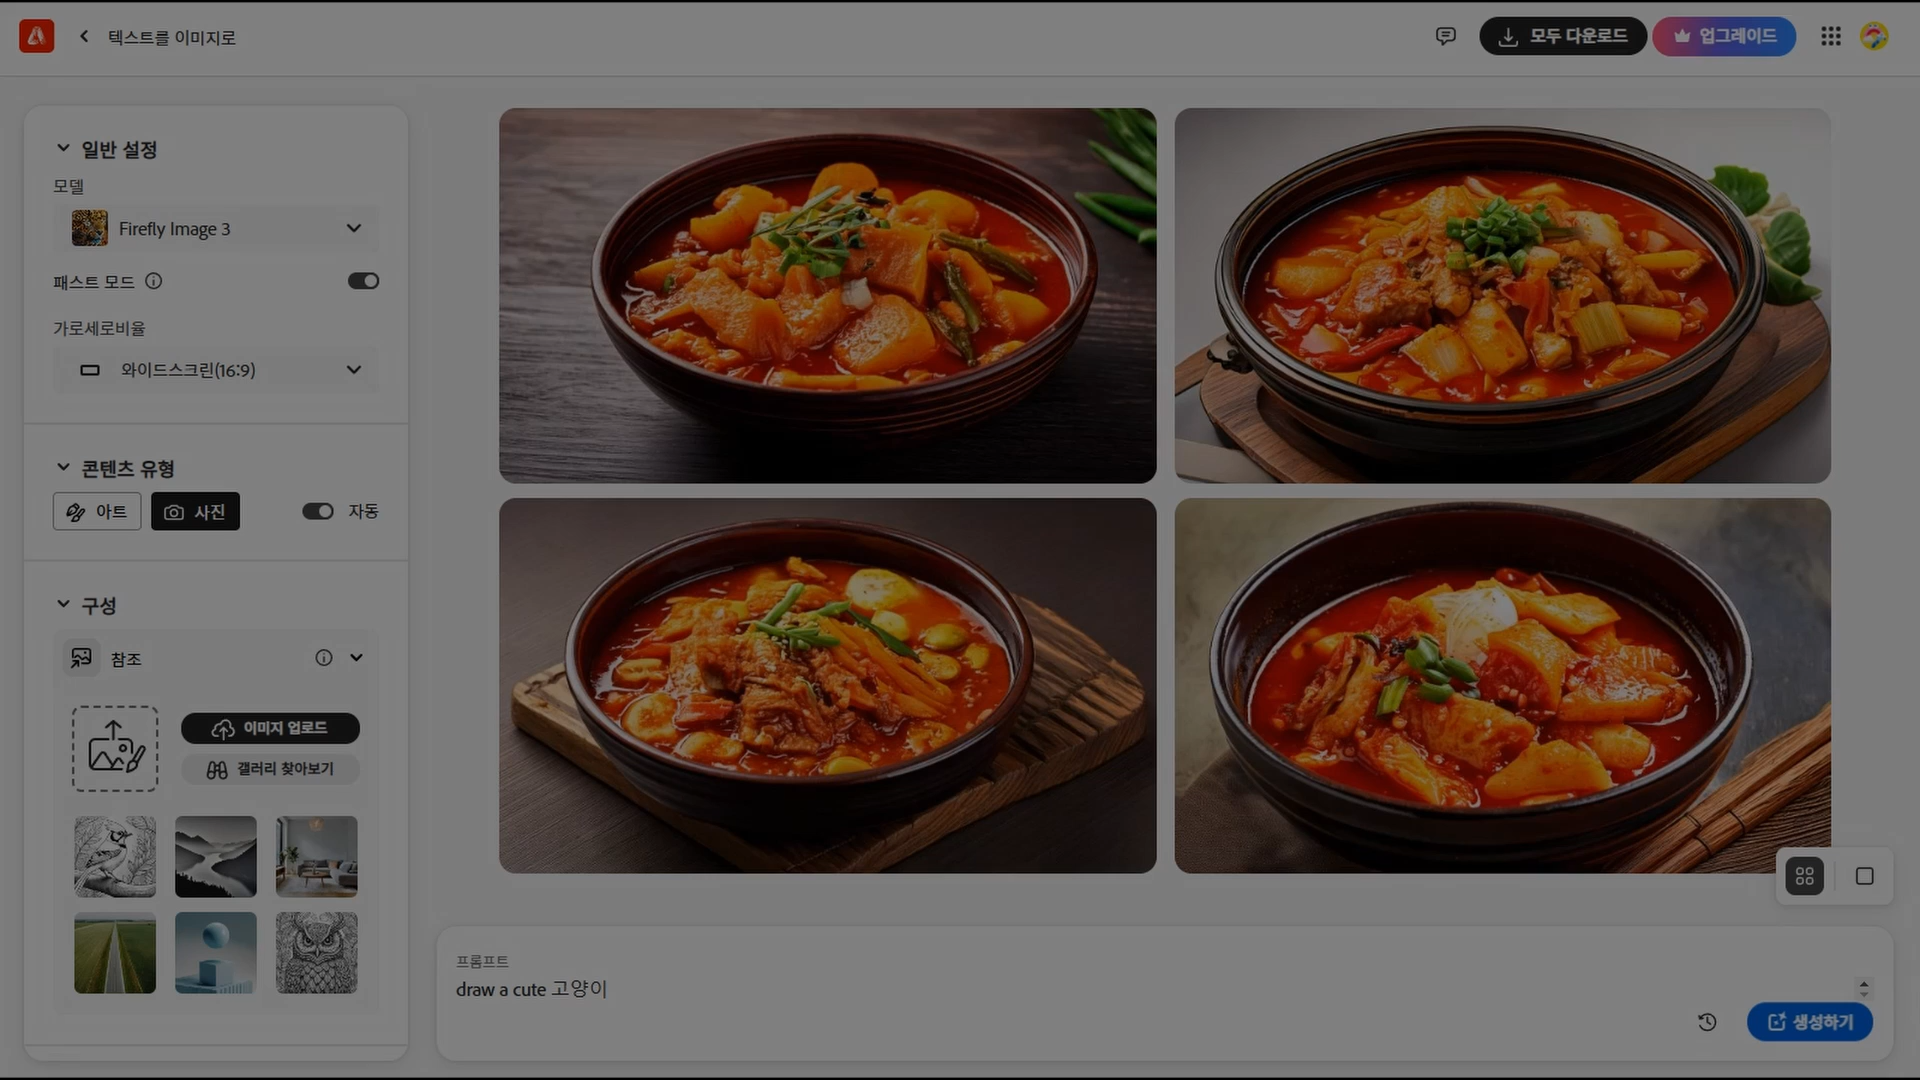 텍스트를 이미지로
모두 다운로드
업그레이드
일반 설정
모델
Firefly Image 3
패스트 모드
가로세로비율
와이드스크린(16:9)
콘텐츠 유형
아트
사진
자동
구성
참조
이미지 업로드
갤러리 찾아보기
프롬프트
draw a cute 고양이
생성하기